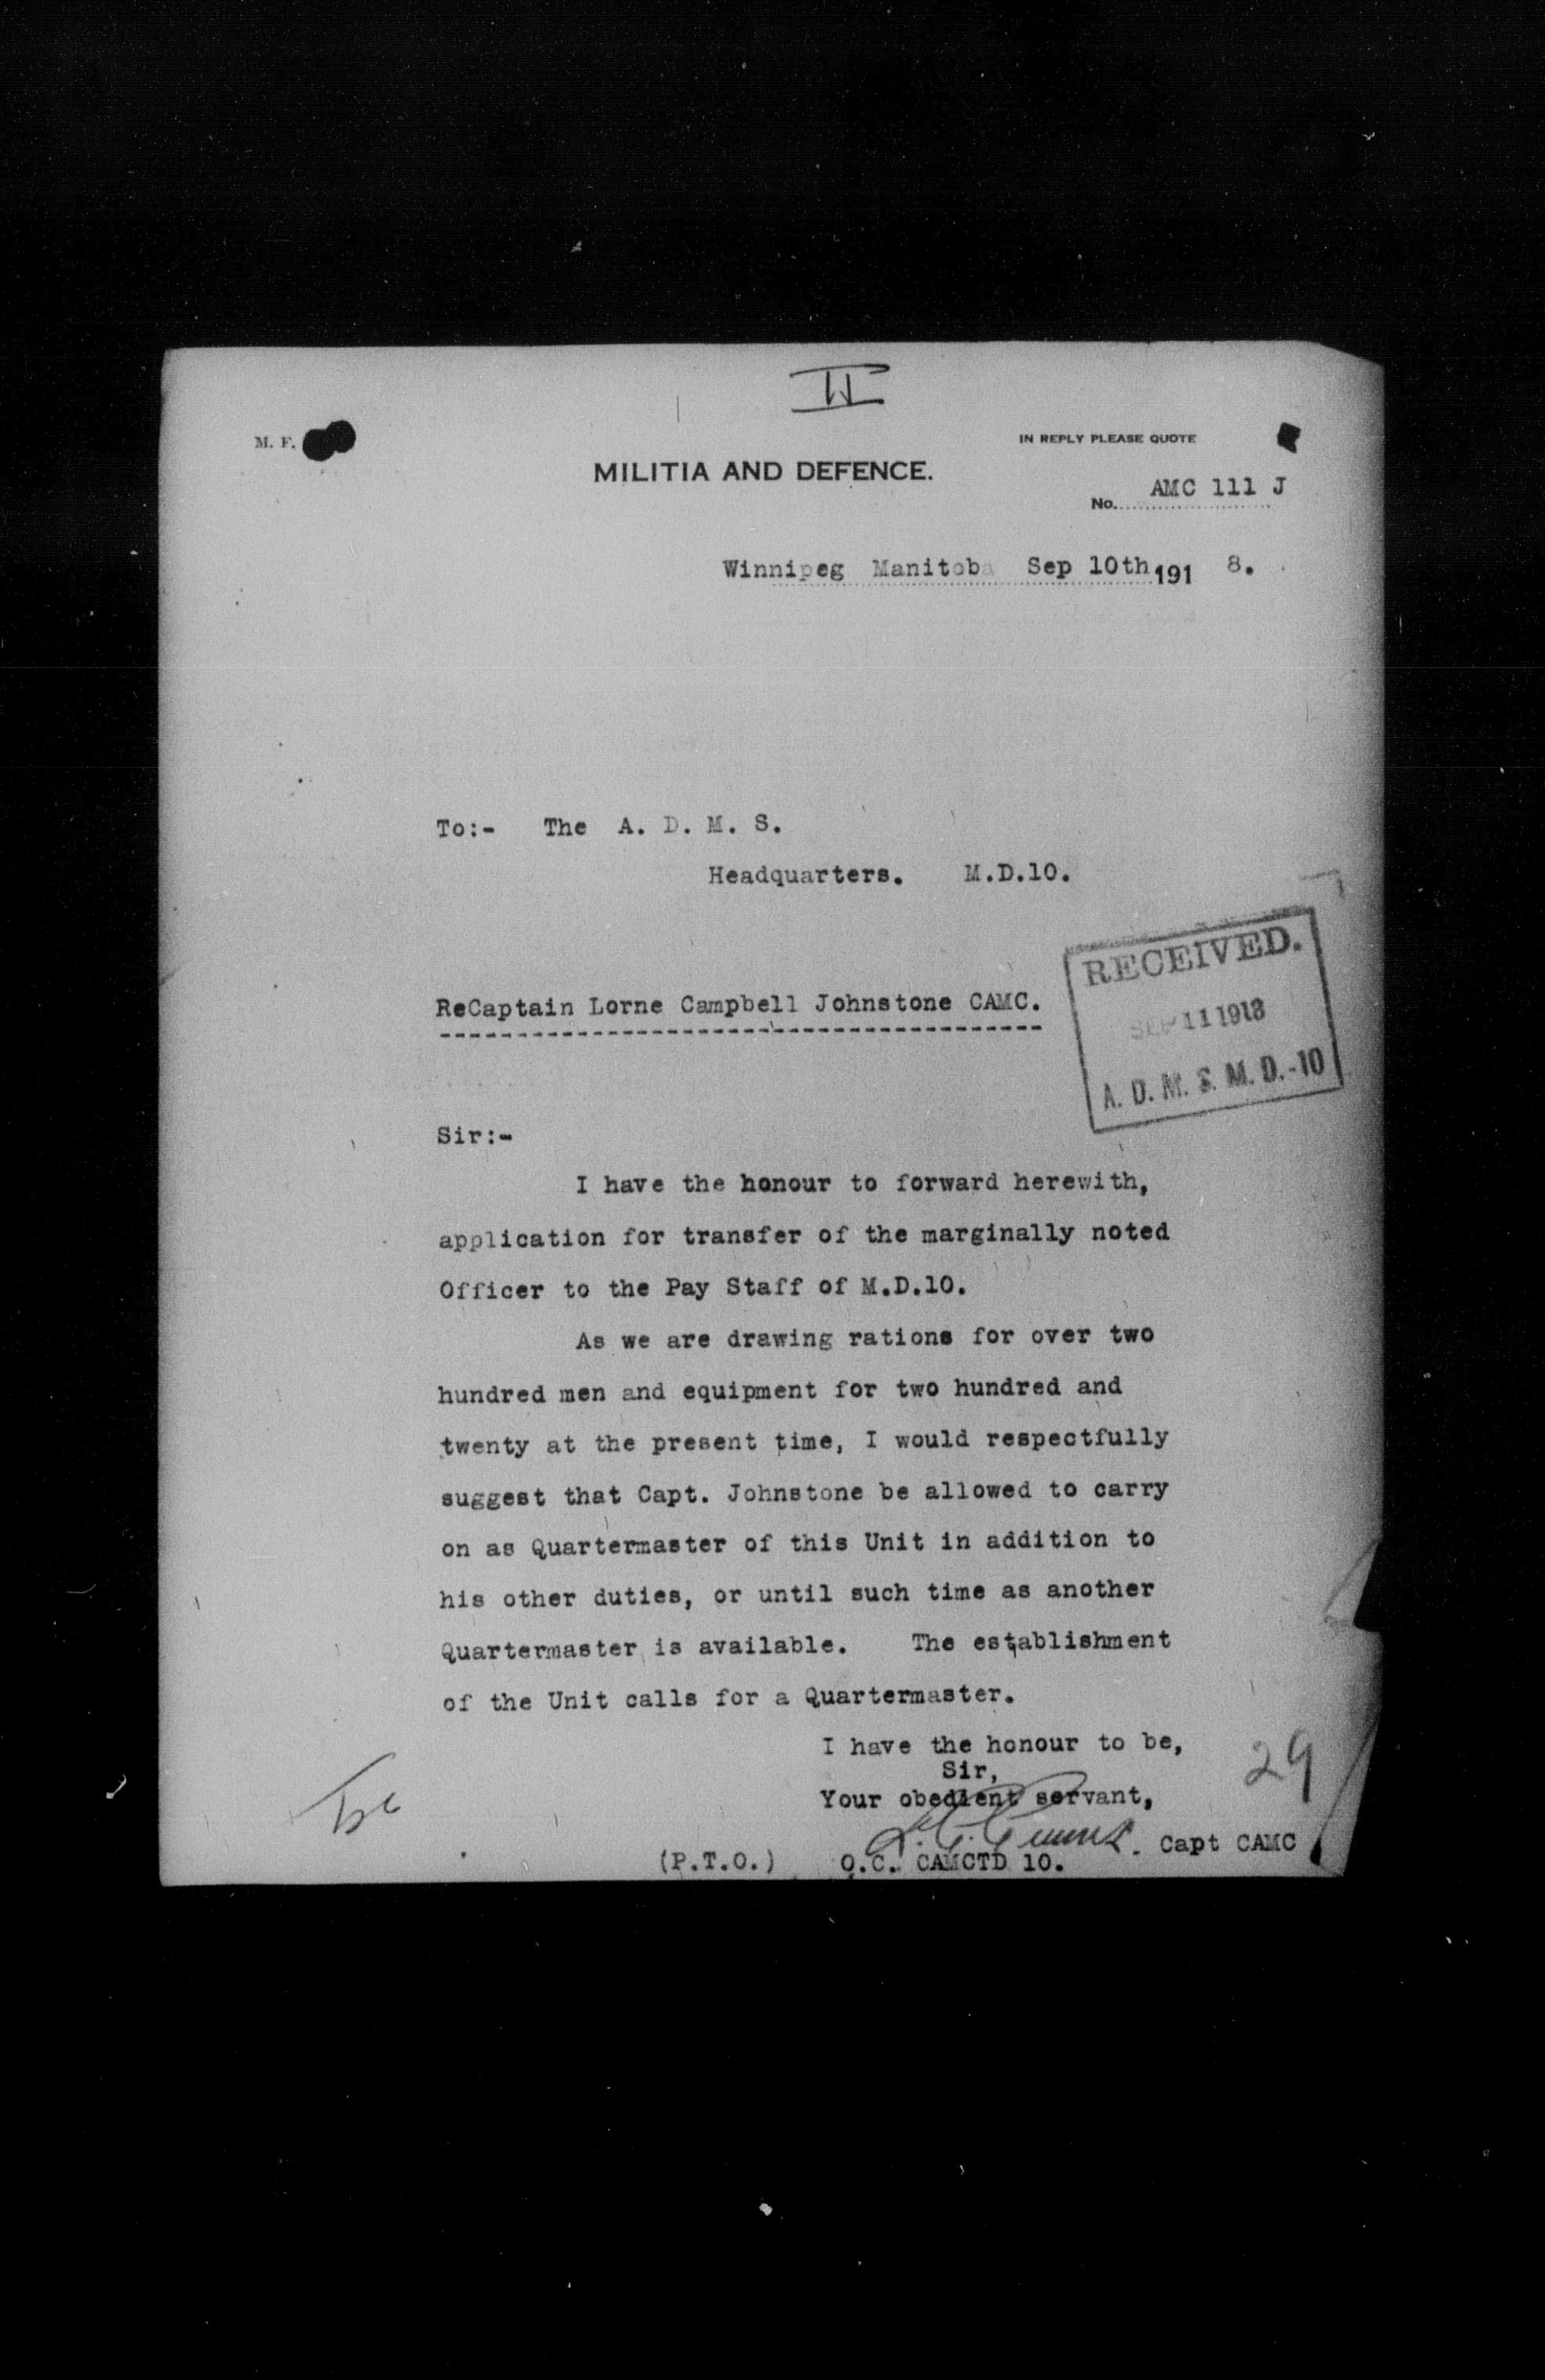 II
M. F.
IN REPLY PLEASE QUOTE
MILITIA AND DEFENCE.
No. AMC 111 J
Winnipeg Manitoba Sep 10th 191 8.
To:- The A. D. M. S.
Headquarters. M.D.10.
RECEIVED.
SEP 11 1918
A. D. M. S. M. D.-10
ReCaptain Lorne Campbell Johnstone CAMC.
Sir:-
I have the honour to forward herewith,
application for transfer of the marginally noted
Officer to the Pay Staff of M.D.10.
As we are drawing rations for over two
hundred men and equipment for two hundred and
twenty at the present time, I would respectfully
suggest that Capt. Johnstone be allowed to carry
on as Quartermaster of this Unit in addition to
his other duties, or until such time as another
Quartermaster is available. The establishment
of the Unit calls for a Quartermaster.
I have the honour to be,
Sir,
Your obedient servant,
29
Capt CAMC
(P.T.O.) O.C. CAMCTD 10.